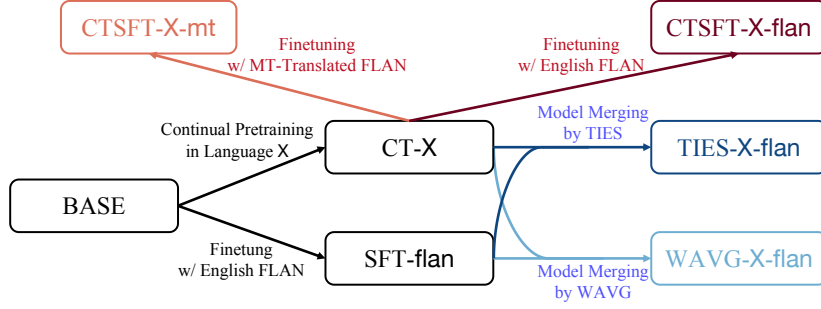 CTSFT-X-mt
Finetuning
w/ MT-Translated FLAN
Finetuning
w/ English FLAN
CTSFT-X-flan
Continual Pretraining
in Language X
CT-X
Model Merging
by TIES
TIES-X-flan
BASE
Finetung
w/ English FLAN
SFT-flan
Model Merging
by WAVG
WAVG-X-flan